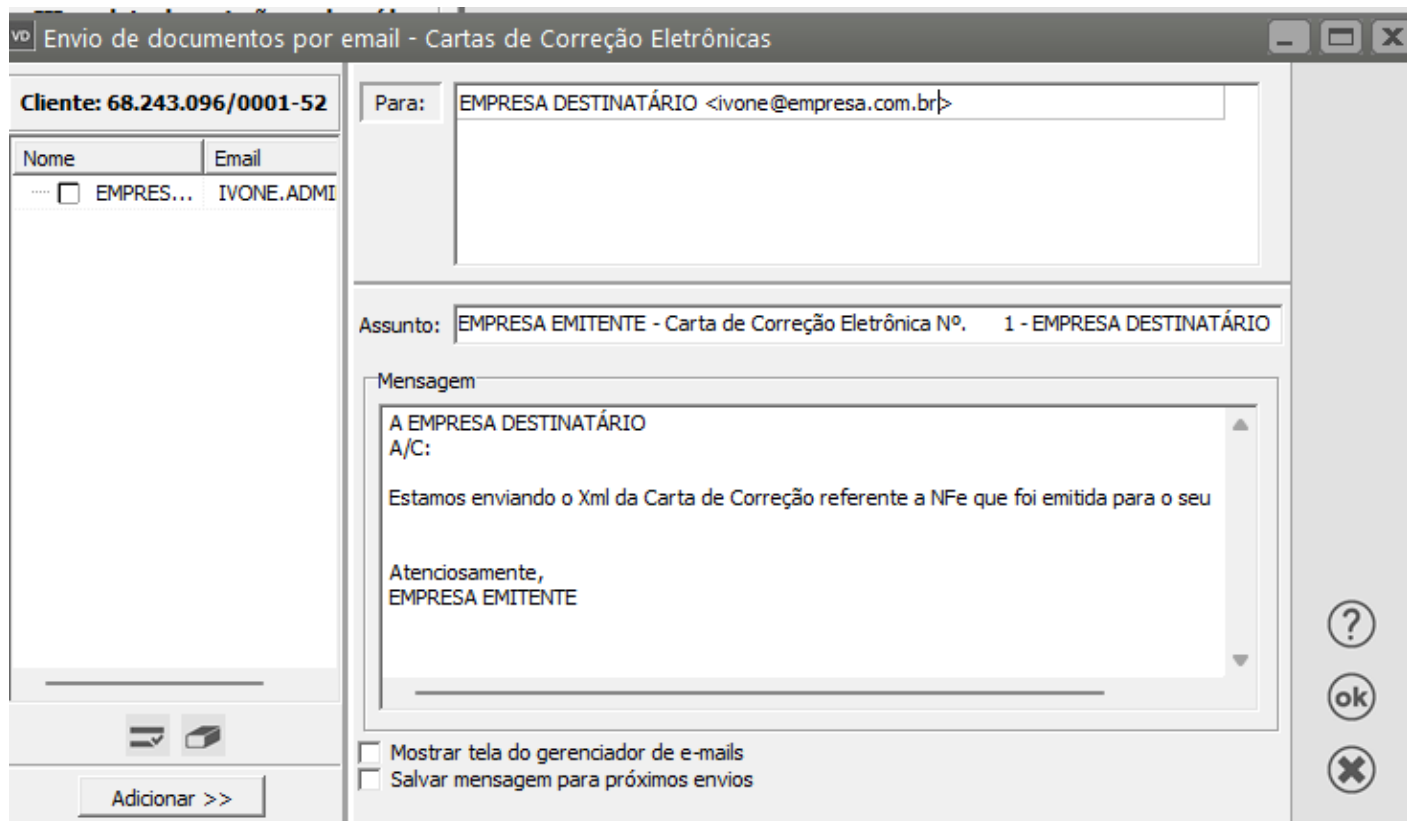 VD Envio de documentos por email - Cartas de Correção Eletrônicas
Cliente: 68.243.096/0001-52
Nome Email
EMPRES... IVONE.ADMI
Adicionar >>
Para: EMPRESA DESTINATÁRIO <ivone@empresa.com.br>
Assunto: EMPRESA EMITENTE - Carta de Correção Eletrônica Nº. 1 - EMPRESA DESTINATÁRIO
Mensagem
A EMPRESA DESTINATÁRIO
A/C:
Estamos enviando o Xml da Carta de Correção referente a NFe que foi emitida para o seu
Atenciosamente,
EMPRESA EMITENTE
Mostrar tela do gerenciador de e-mails
Salvar mensagem para próximos envios
?
ok